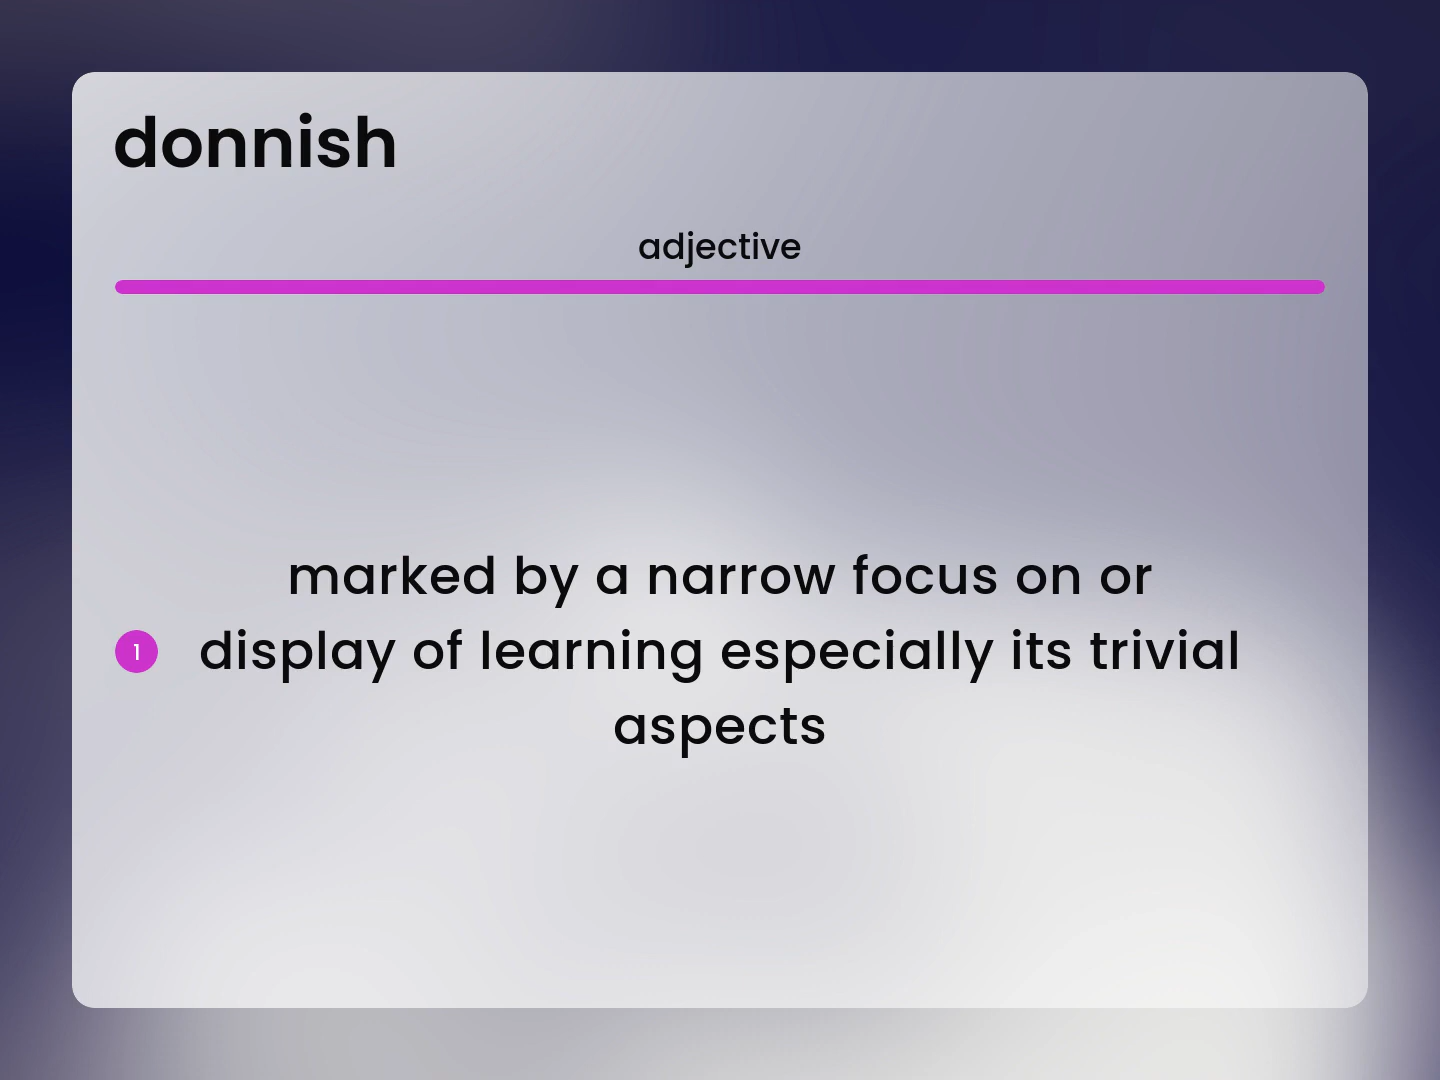 donnish
adjective
marked by a narrow focus on or
1 display of learning especially its trivial
aspects